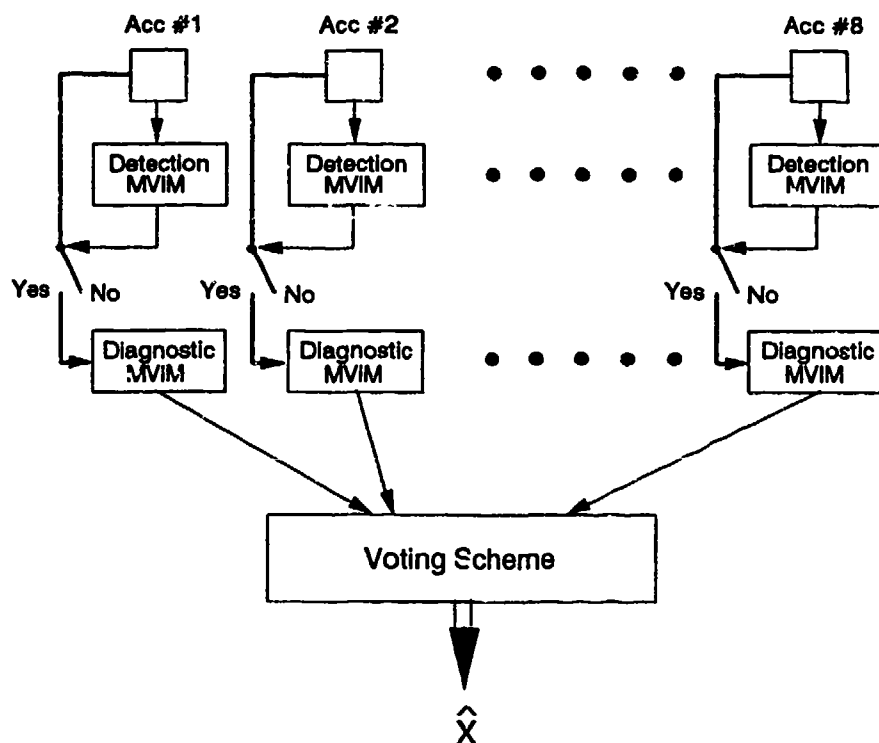 Acc #1 Acc #2 Acc #8
Detection MVIM Detection MVIM Detection MVIM
Yes No Yes No Yes No
Diagnostic MVIM Diagnostic MVIM Diagnostic MVIM
Voting Scheme
X̂